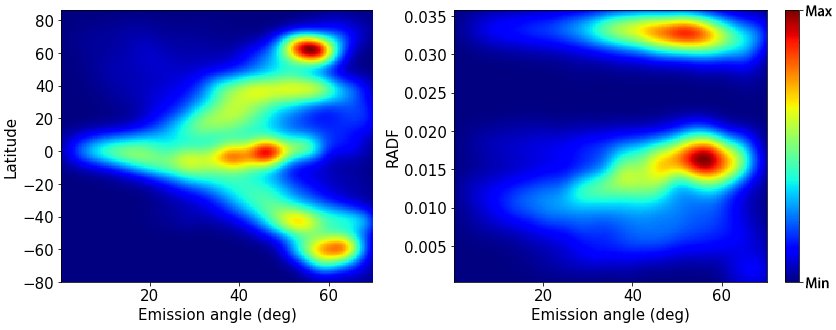 80
60
40
20
0
−20
−40
−60
−80
Latitude
20 40 60
Emission angle (deg)
0.035
0.030
0.025
0.020
0.015
0.010
0.005
RADF
20 40 60
Emission angle (deg)
Max
Min